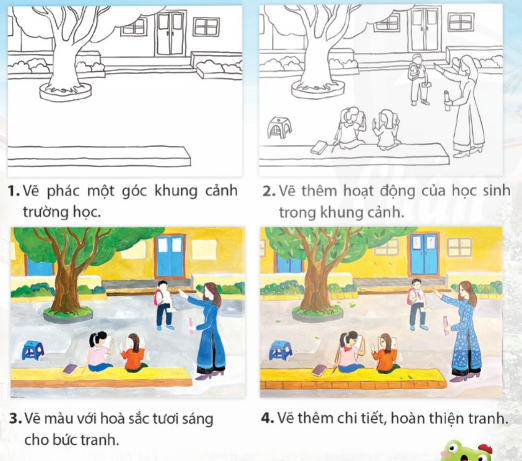 1. Vẽ phác một góc khung cảnh
trường học.
2. Vẽ thêm hoạt động của học sinh
trong khung cảnh.
3. Vẽ màu với hoà sắc tươi sáng
cho bức tranh.
4. Vẽ thêm chi tiết, hoàn thiện tranh.